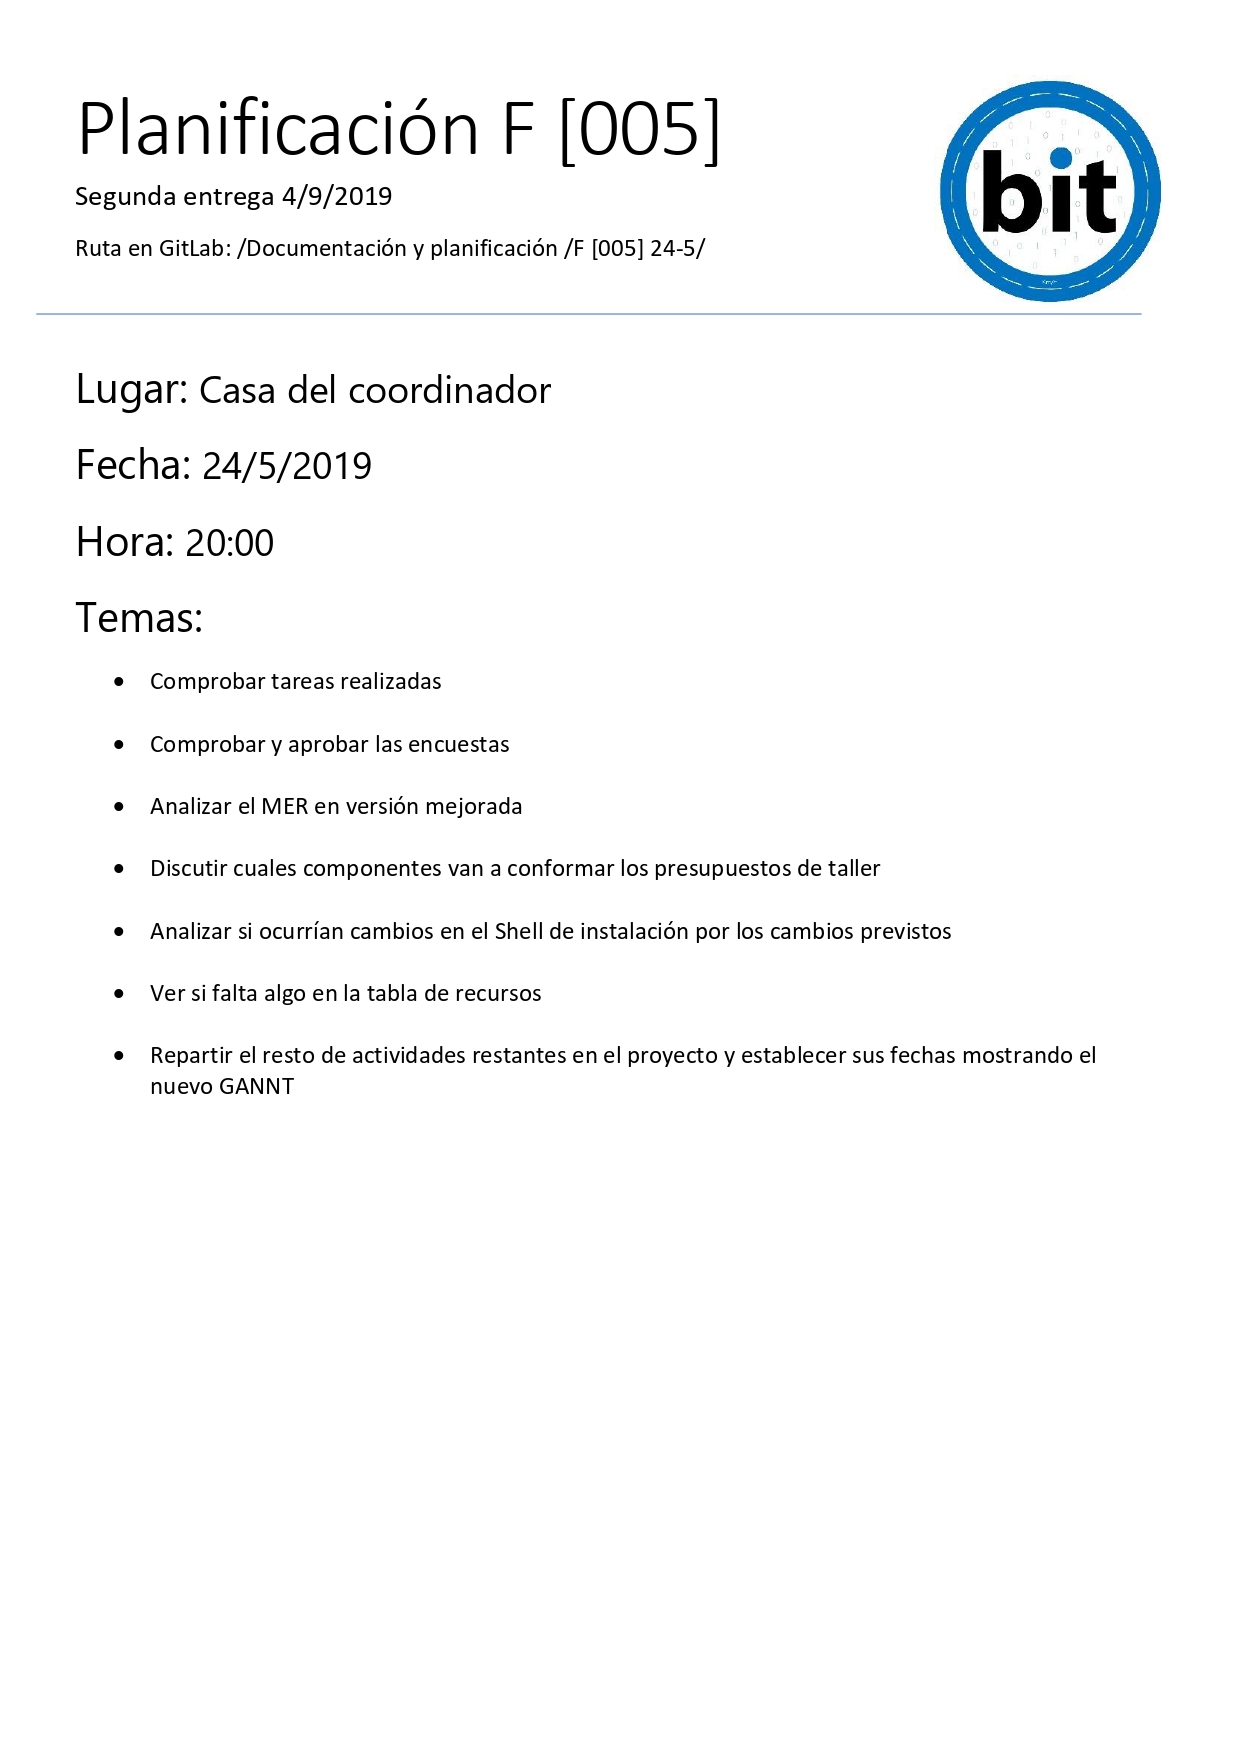 Planificación F [005]
Segunda entrega 4/9/2019
Ruta en GitLab: /Documentación y planificación /F [005] 24-5/
bit
Lugar: Casa del coordinador
Fecha: 24/5/2019
Hora: 20:00
Temas:
• Comprobar tareas realizadas
• Comprobar y aprobar las encuestas
• Analizar el MER en versión mejorada
• Discutir cuales componentes van a conformar los presupuestos de taller
• Analizar si ocurrían cambios en el Shell de instalación por los cambios previstos
• Ver si falta algo en la tabla de recursos
• Repartir el resto de actividades restantes en el proyecto y establecer sus fechas mostrando el
nuevo GANNT